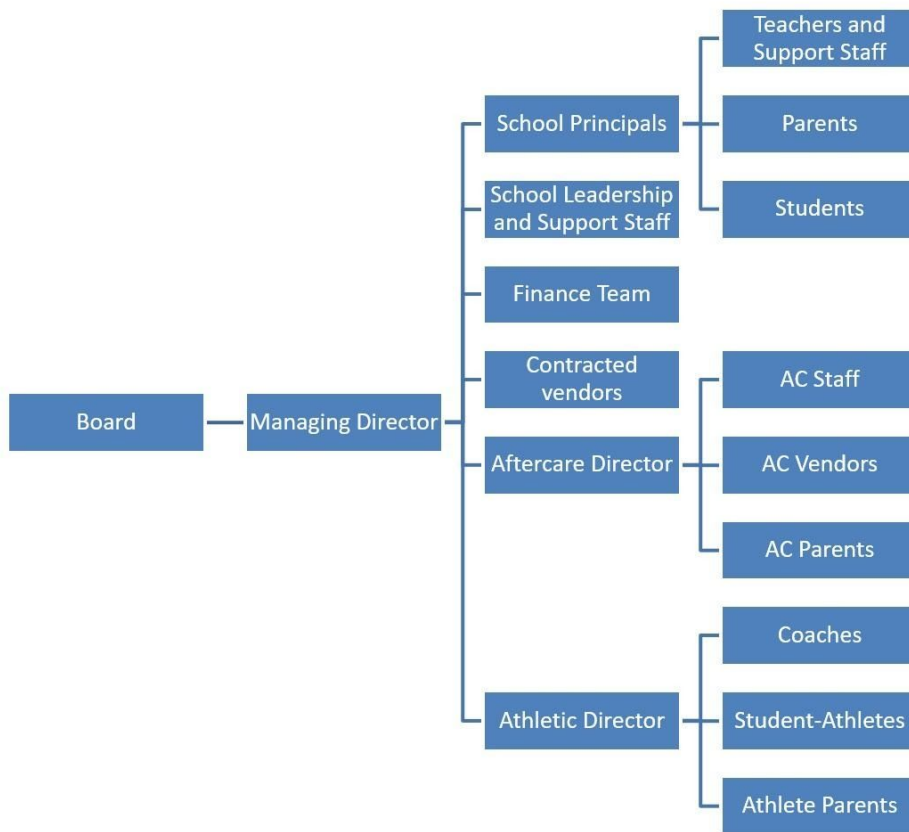 Teachers and
Support Staff
School Principals
Parents
School Leadership
and Support Staff
Students
Finance Team
Contracted
vendors
AC Staff
Board
Managing Director
Aftercare Director
AC Vendors
AC Parents
Coaches
Athletic Director
Student-Athletes
Athlete Parents